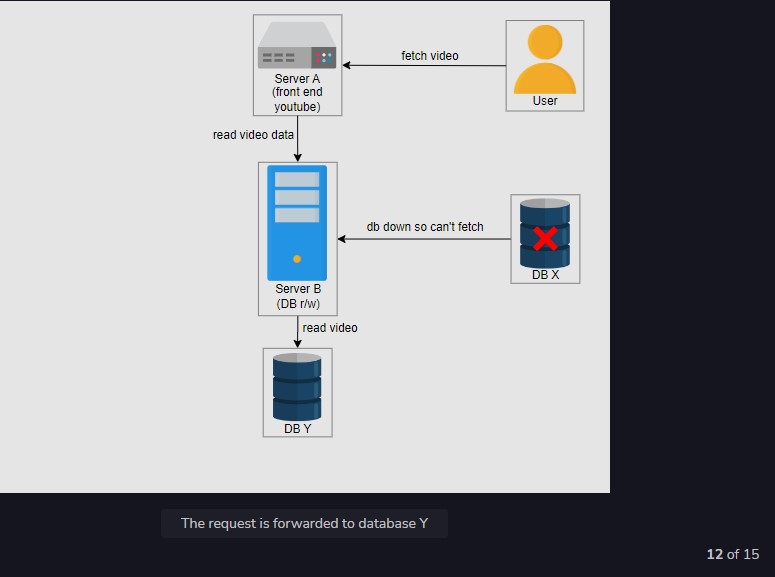 fetch video
Server A
(front end
youtube)
User
read video data
db down so can't fetch
DB X
Server B
(DB r/w)
read video
DB Y
The request is forwarded to database Y
12 of 15